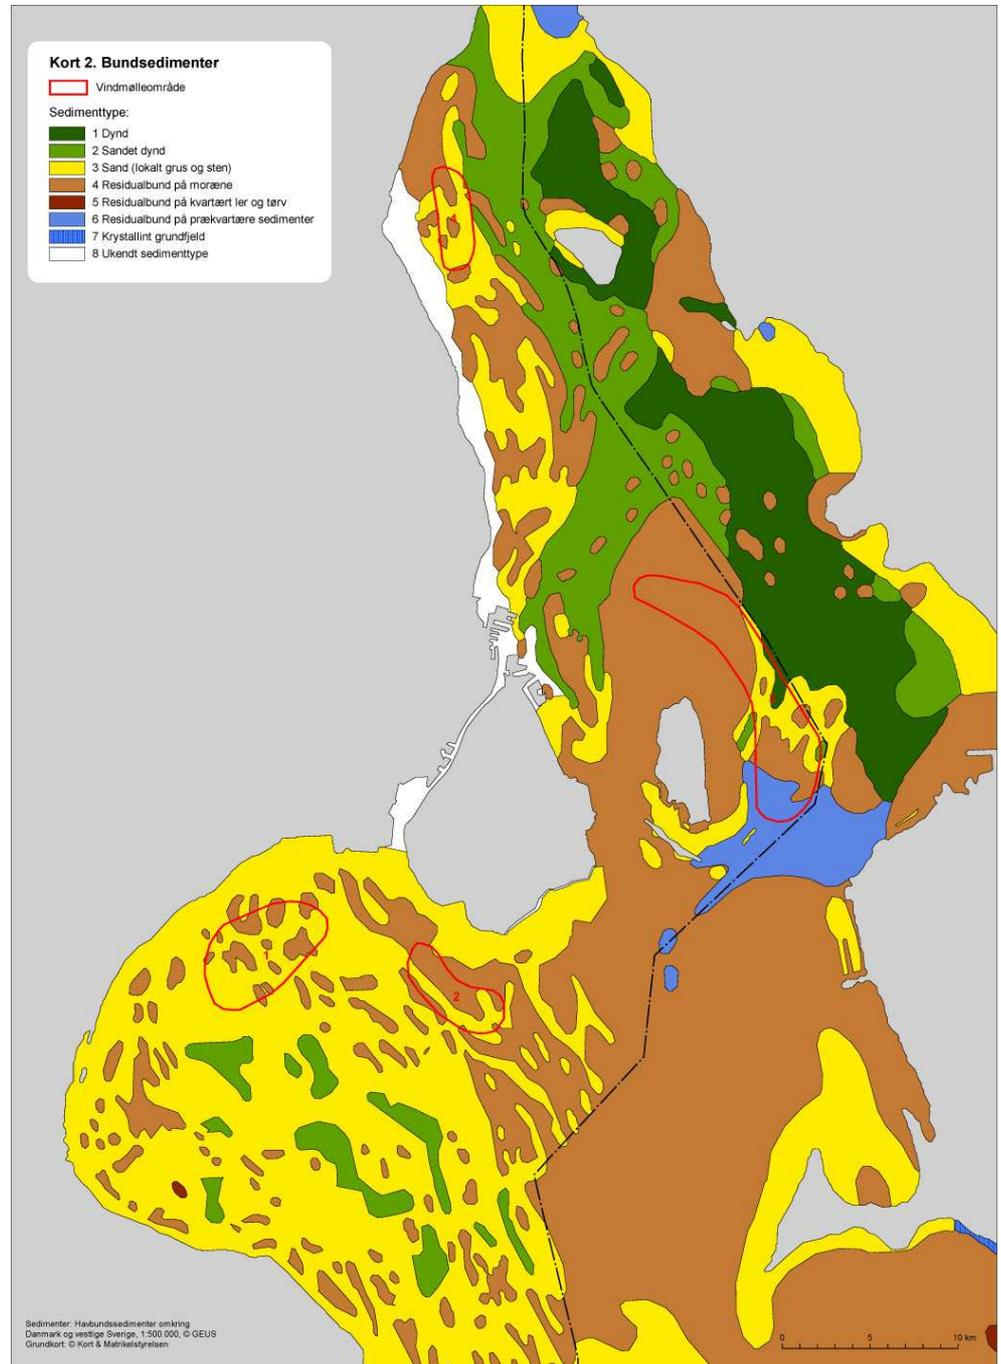 Kort 2. Bundsedimenter
Vindmølleområde
Sedimenttype:
1 Dynd
2 Sandet dynd
3 Sand (lokalt grus og sten)
4 Residualbund på moræne
5 Residualbund på kvartært ler og tørv
6 Residualbund på prækvartære sedimenter
7 Krystallint grundfjeld
8 Ukendt sedimenttype
4
1
2
Sedimenter: Havbundssedimenter omkring
Danmark og vestlige Sverige, 1:500.000, © GEUS
Grundkort: © Kort & Matrikelstyrelsen
0 5 10 km